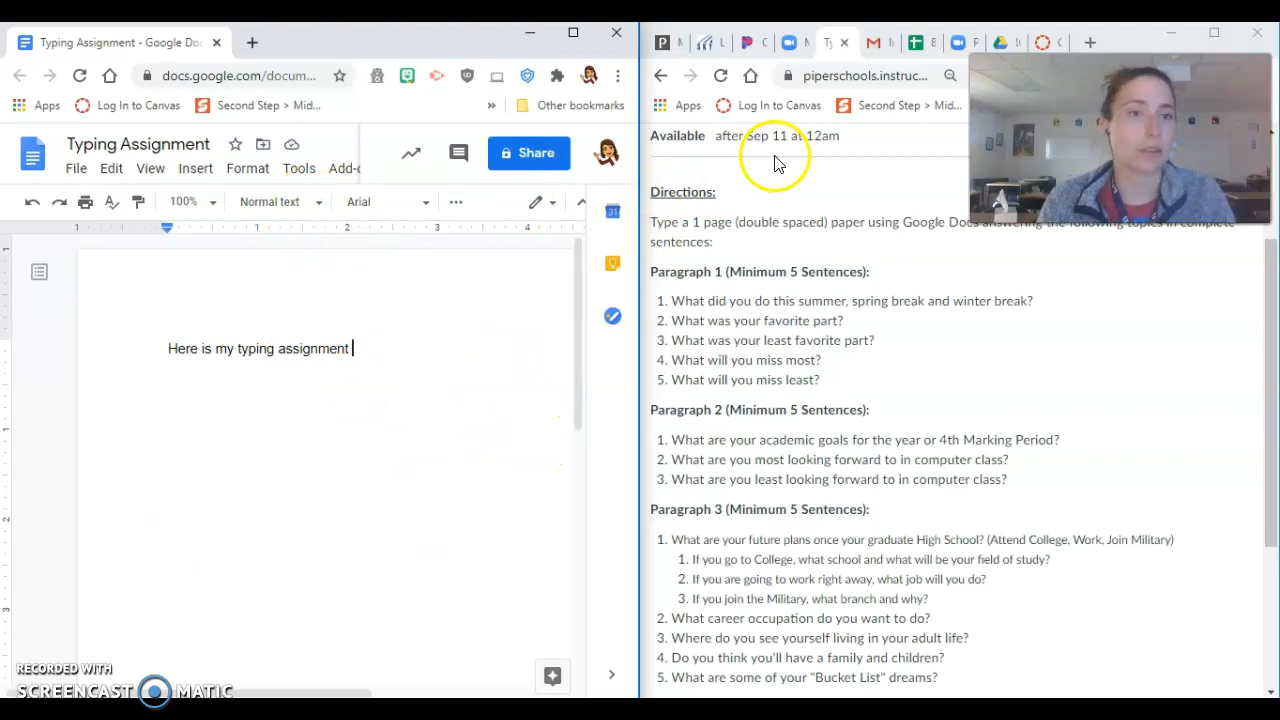 Typing Assignment - Google Doc
docs.google.com/docum...
Apps Log In to Canvas Second Step > Mid... » Other bookmarks
Typing Assignment
Share
File Edit View Insert Format Tools Add-o
100% Normal text Arial
1 1 2 3 4
31
Here is my typing assignment
1
1
2
3
RECORDED WITH
SCREENCAST MATIC
piperschools.instruc...
Apps Log In to Canvas Second Step > Mid...
Available after Sep 11 at 12am
Directions:
Type a 1 page (double spaced) paper using Google Docs answering the following topics in complete
sentences:
Paragraph 1 (Minimum 5 Sentences):
1. What did you do this summer, spring break and winter break?
2. What was your favorite part?
3. What was your least favorite part?
4. What will you miss most?
5. What will you miss least?
Paragraph 2 (Minimum 5 Sentences):
1. What are your academic goals for the year or 4th Marking Period?
2. What are you most looking forward to in computer class?
3. What are you least looking forward to in computer class?
Paragraph 3 (Minimum 5 Sentences):
1. What are your future plans once your graduate High School? (Attend College, Work, Join Military)
1. If you go to College, what school and what will be your field of study?
2. If you are going to work right away, what job will you do?
3. If you join the Military, what branch and why?
2. What career occupation do you want to do?
3. Where do you see yourself living in your adult life?
4. Do you think you'll have a family and children?
5. What are some of your "Bucket List" dreams?